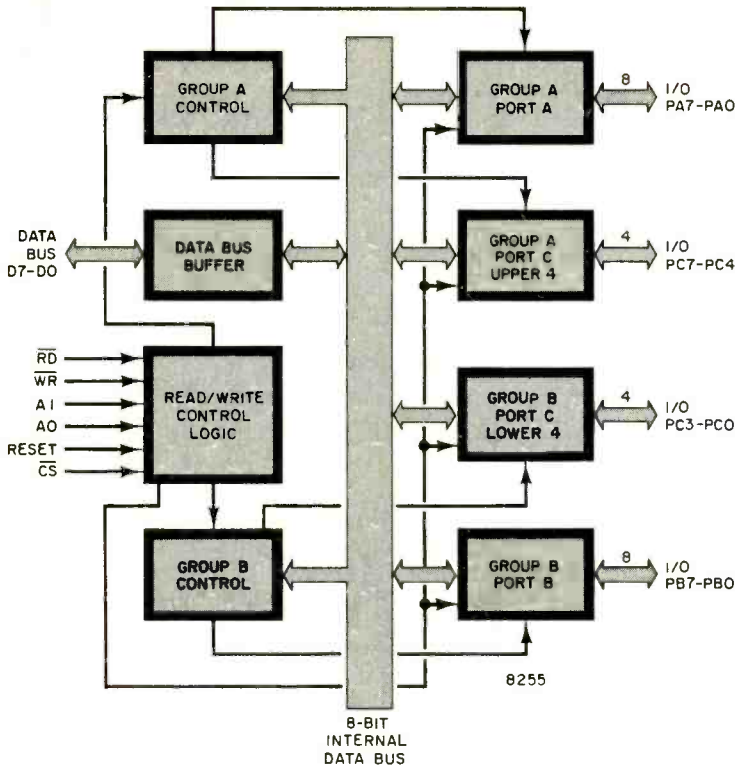 GROUP A
CONTROL
GROUP A
PORT A
8
I/O
PA7-PA0
DATA
BUS
D7-D0
DATA BUS
BUFFER
GROUP A
PORT C
UPPER 4
4
I/O
PC7-PC4
RD
WR
A1
A0
RESET
CS
READ/WRITE
CONTROL
LOGIC
GROUP B
PORT C
LOWER 4
4
I/O
PC3-PC0
GROUP B
CONTROL
GROUP B
PORT B
8
I/O
PB7-PB0
8255
8-BIT
INTERNAL
DATA BUS